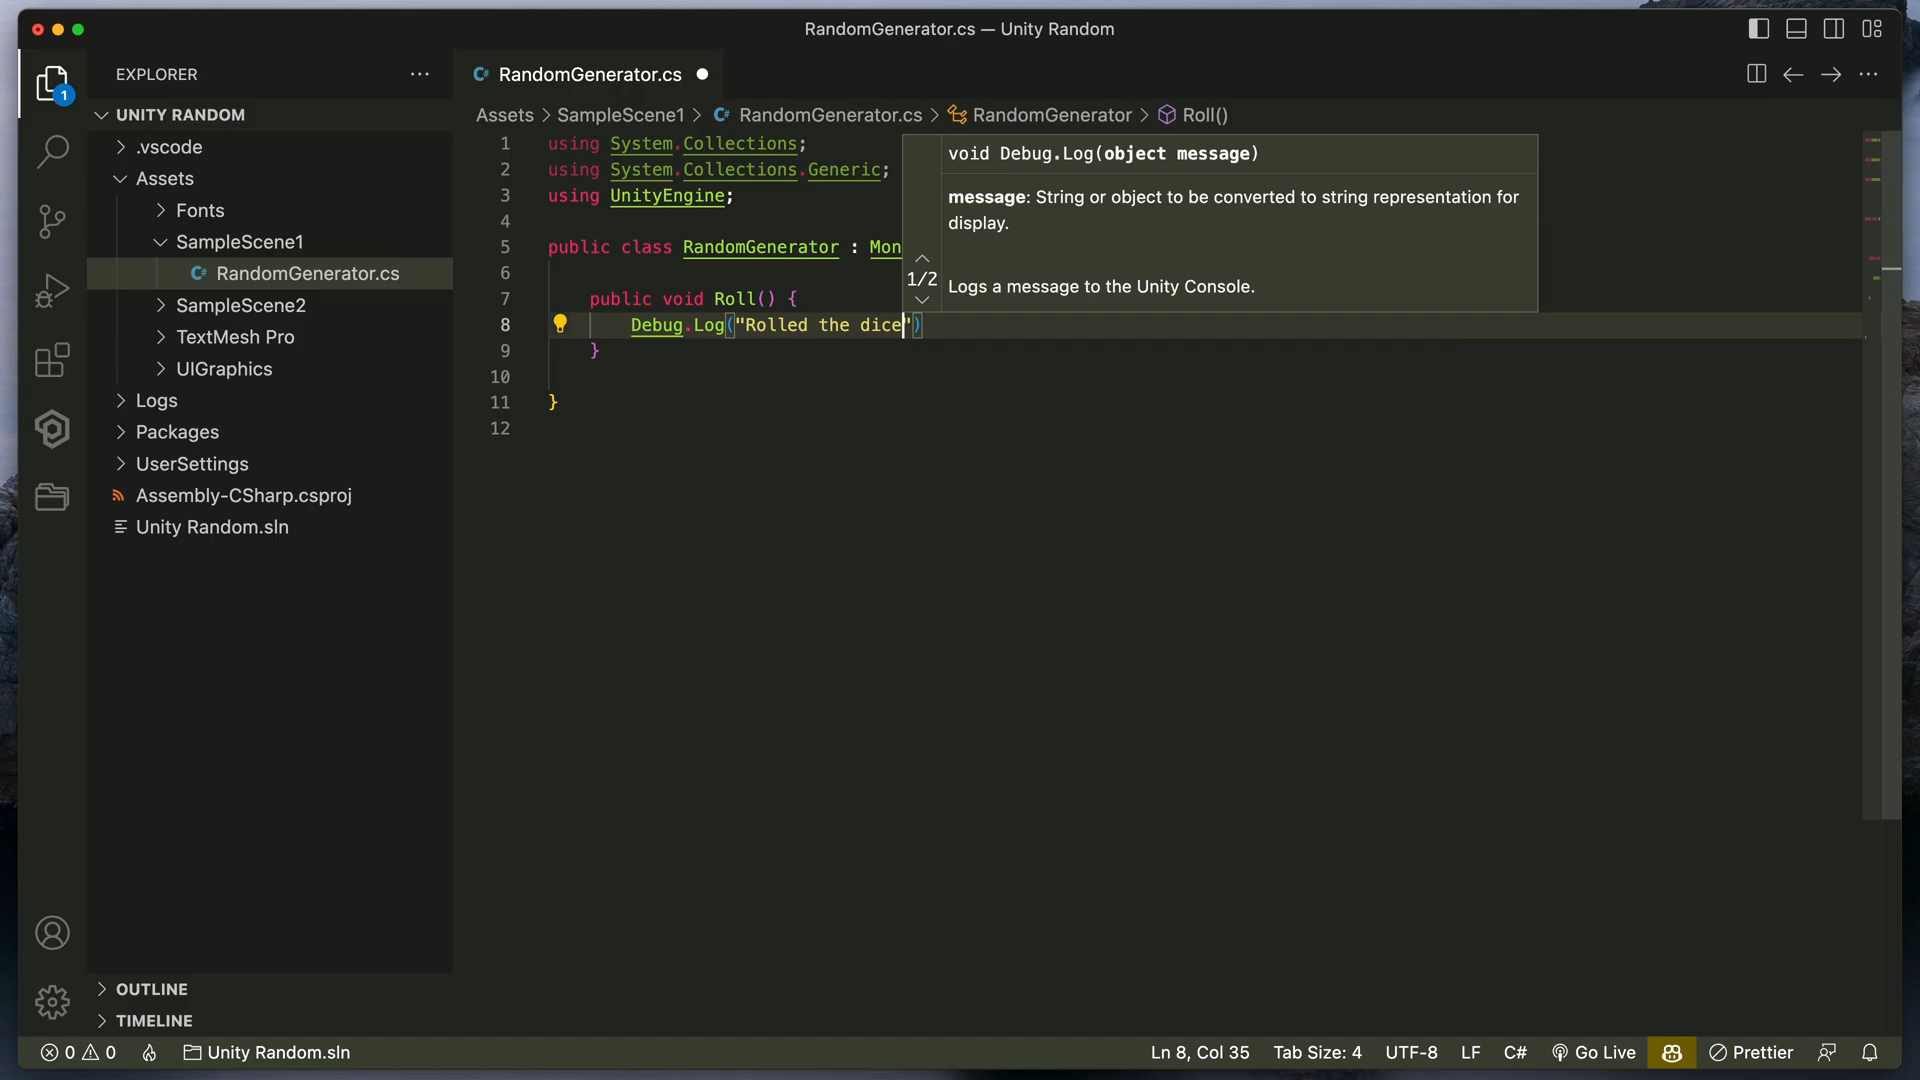 RandomGenerator.cs — Unity Random
EXPLORER
RandomGenerator.cs
1
UNITY RANDOM
.vscode
Assets
Fonts
SampleScene1
RandomGenerator.cs
SampleScene2
TextMesh Pro
UIGraphics
Logs
Packages
UserSettings
Assembly-CSharp.csproj
Unity Random.sln
OUTLINE
TIMELINE
Assets > SampleScene1 > RandomGenerator.cs > RandomGenerator > Roll()
1 using System.Collections;
2 using System.Collections.Generic;
3 using UnityEngine;
4
5 public class RandomGenerator : Mon
6
7 public void Roll() {
8 Debug.Log("Rolled the dice")
9 }
10
11 }
12
void Debug.Log(object message)
message: String or object to be converted to string representation for
display.
1/2
Logs a message to the Unity Console.
0 0 Unity Random.sln Ln 8, Col 35 Tab Size: 4 UTF-8 LF C# Go Live Prettier